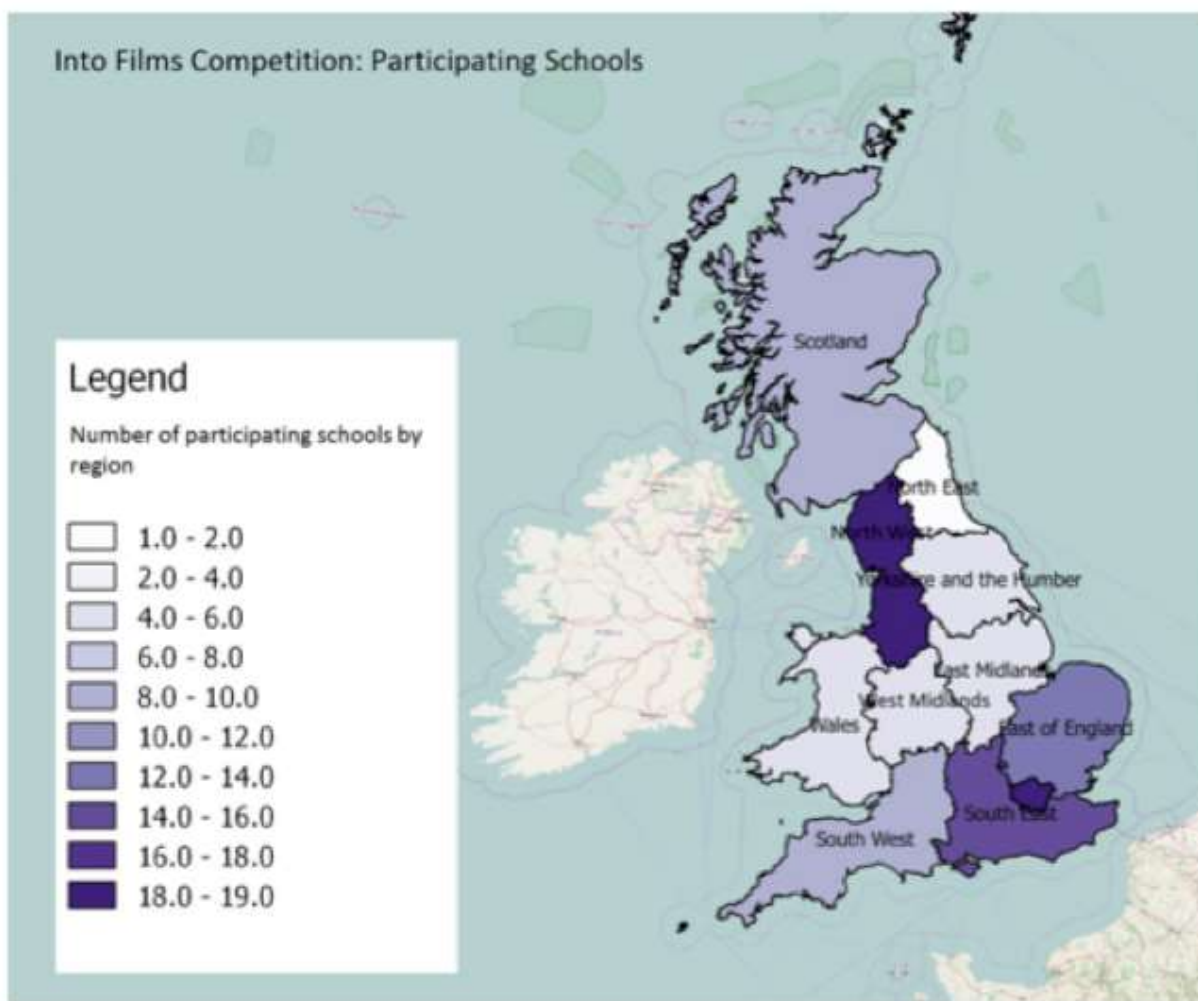 Into Films Competition: Participating Schools
Legend
Number of participating schools by
region
1.0 - 2.0
2.0 - 4.0
4.0 - 6.0
6.0 - 8.0
8.0 - 10.0
10.0 - 12.0
12.0 - 14.0
14.0 - 16.0
16.0 - 18.0
18.0 - 19.0
Scotland
North East
North West
Yorkshire and the Humber
East Midlands
West Midlands
Wales
East of England
South East
South West